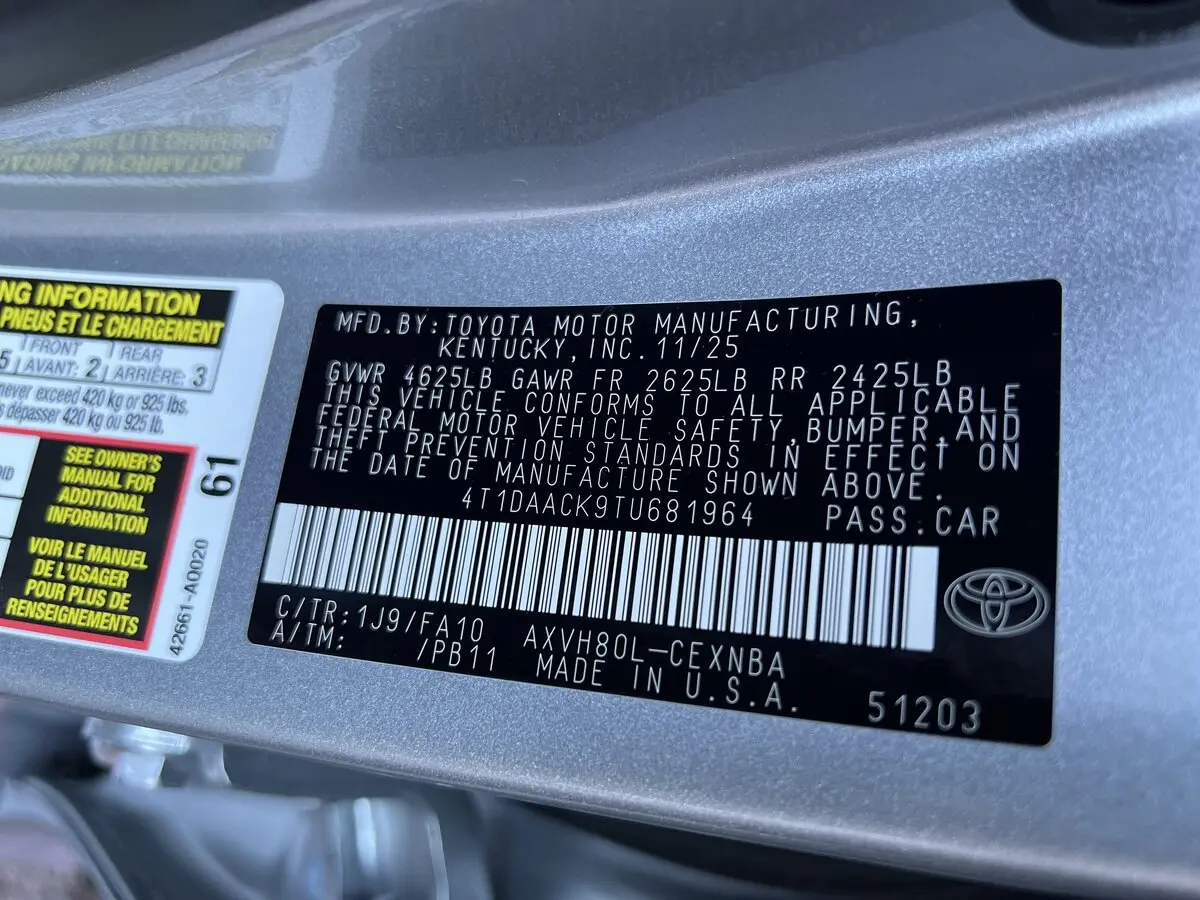 NG INFORMATION
PNEUS ET LE CHARGEMENT
5 FRONT REAR
AVANT: 2 ARRIÈRE: 3
never exceed 420 kg or 925 lbs.
dépasser 420 kg ou 925 lb.
SEE OWNER'S
MANUAL FOR
ADDITIONAL
INFORMATION
VOIR LE MANUEL
DE L'USAGER
POUR PLUS DE
RENSEIGNEMENTS
61
42661-A0020
MFD.BY:TOYOTA MOTOR MANUFACTURING,
KENTUCKY,INC.11/25
GVWR 4625LB GAWR FR 2625LB RR 2425LB
THIS VEHICLE CONFORMS TO ALL APPLICABLE
FEDERAL MOTOR VEHICLE SAFETY,BUMPER,AND
THEFT PREVENTION STANDARDS IN EFFECT ON
THE DATE OF MANUFACTURE SHOWN ABOVE.
4T1DAACK9TU681964 PASS.CAR
C/TR:1J9/FA10 AXVH80L-CEXNBA
A/TM: /PB11 MADE IN U.S.A.
51203